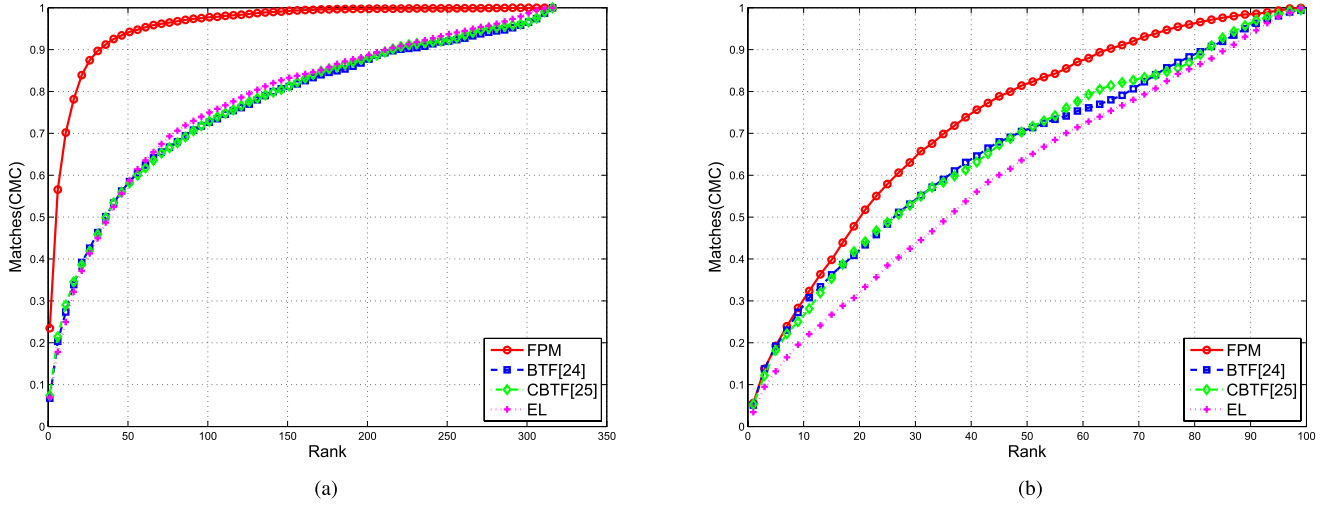 1
0.9
0.8
0.7
0.6
0.5
0.4
0.3
0.2
0.1
0
0 50 100 150 200 250 300 350
Matches(CMC)
Rank
FPM
BTF[24]
CBTF[25]
EL
(a)
1
0.9
0.8
0.7
0.6
0.5
0.4
0.3
0.2
0.1
0
0 10 20 30 40 50 60 70 80 90 100
Matches(CMC)
Rank
FPM
BTF[24]
CBTF[25]
EL
(b)